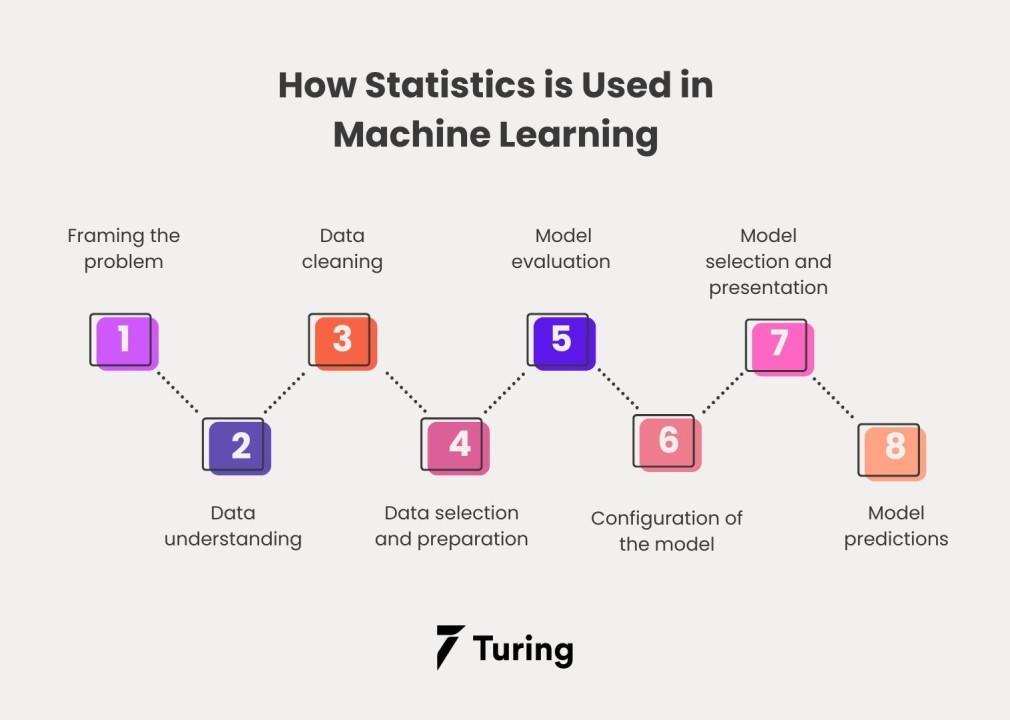 How Statistics is Used in
Machine Learning
Framing the
problem
1
2
Data
understanding
Data
cleaning
3
4
Data selection
and preparation
Model
evaluation
5
6
Configuration of
the model
Model
selection and
presentation
7
8
Model
predictions
Turing